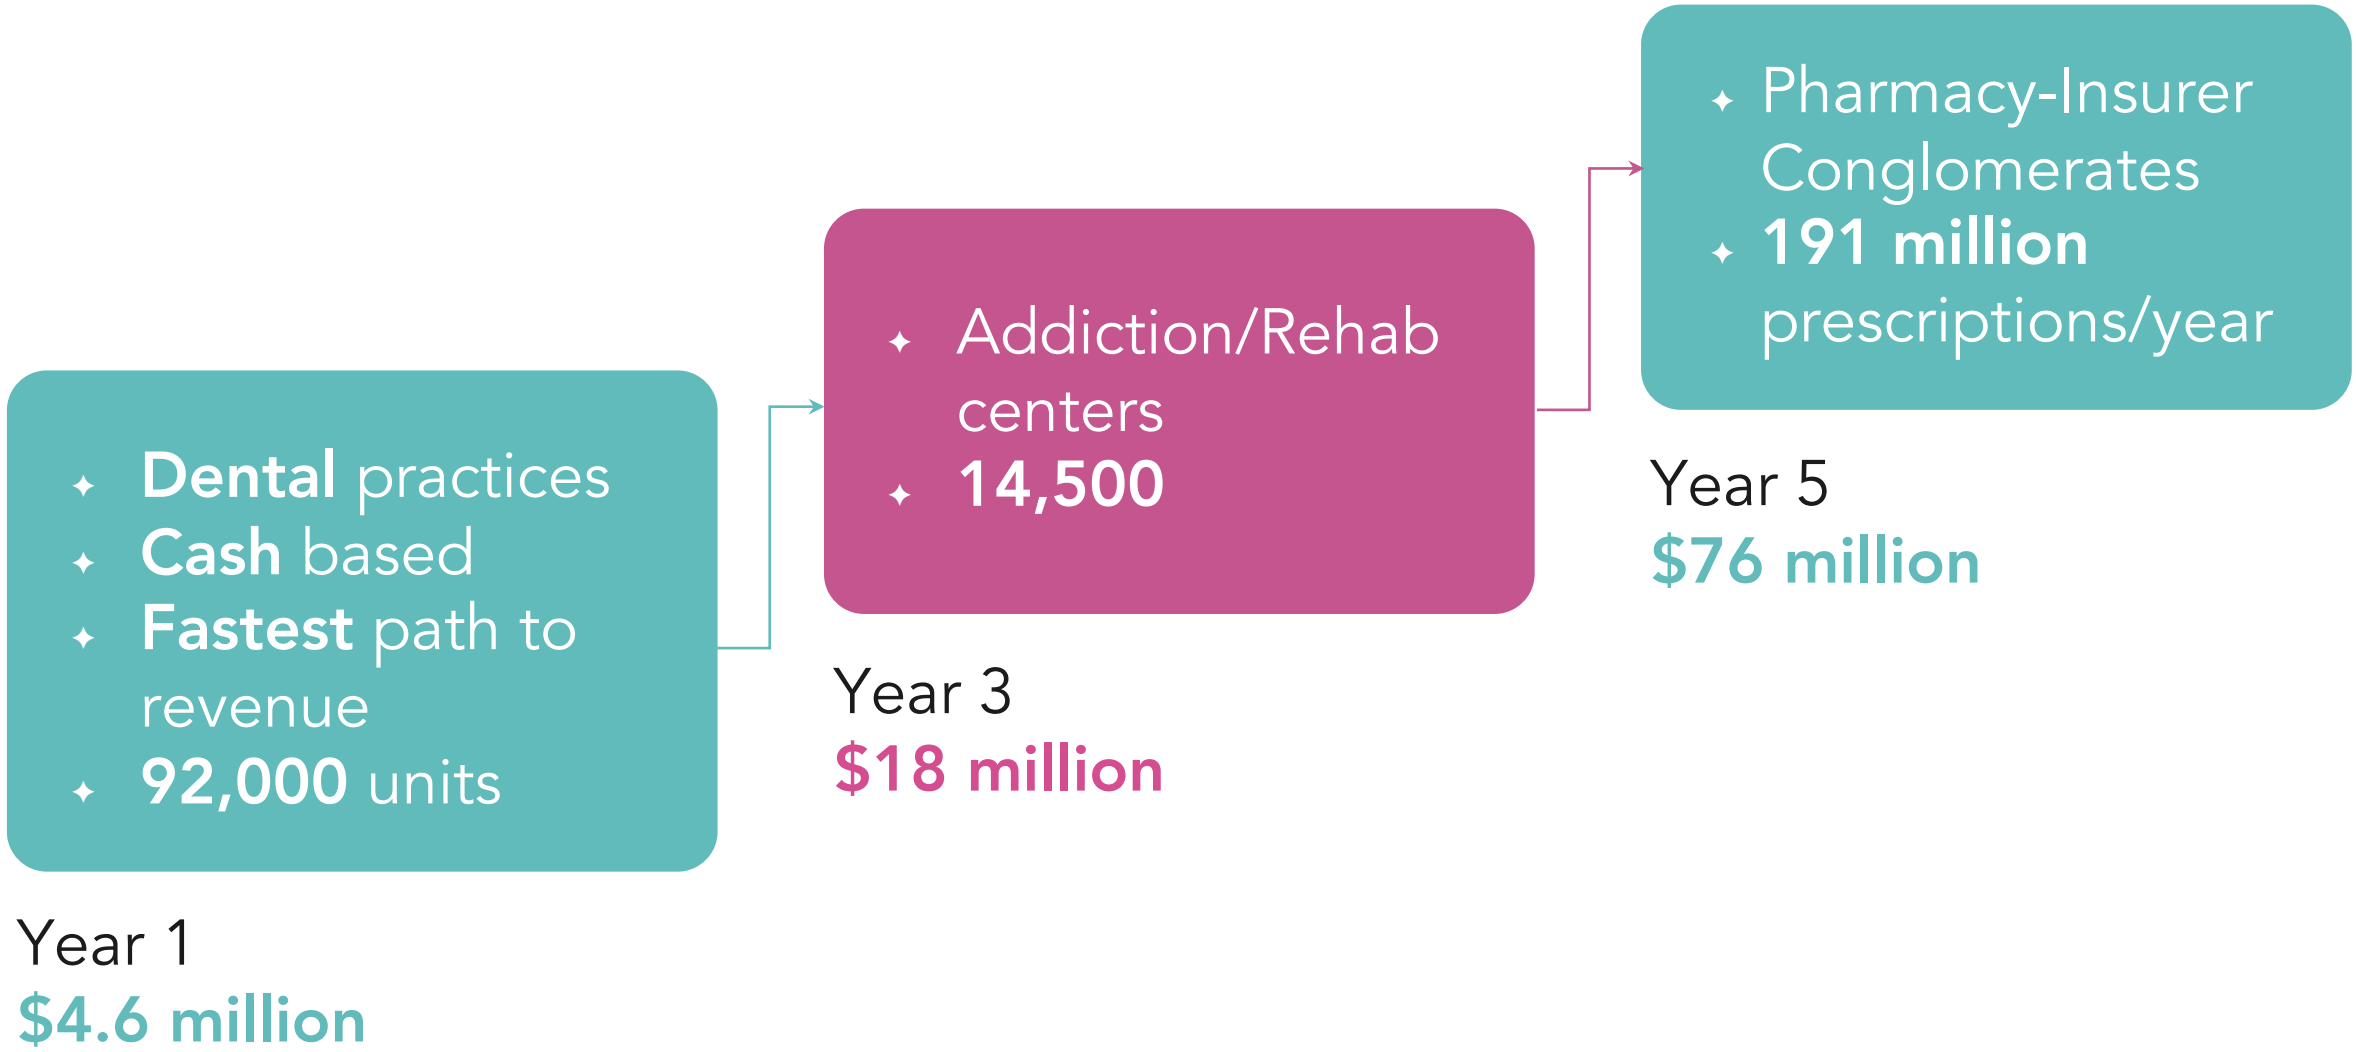 Dental practices
Cash based
Fastest path to
revenue
92,000 units
Year 1
$4.6 million
Addiction/Rehab
centers
14,500
Year 3
$18 million
Pharmacy-Insurer
Conglomerates
191 million
prescriptions/year
Year 5
$76 million